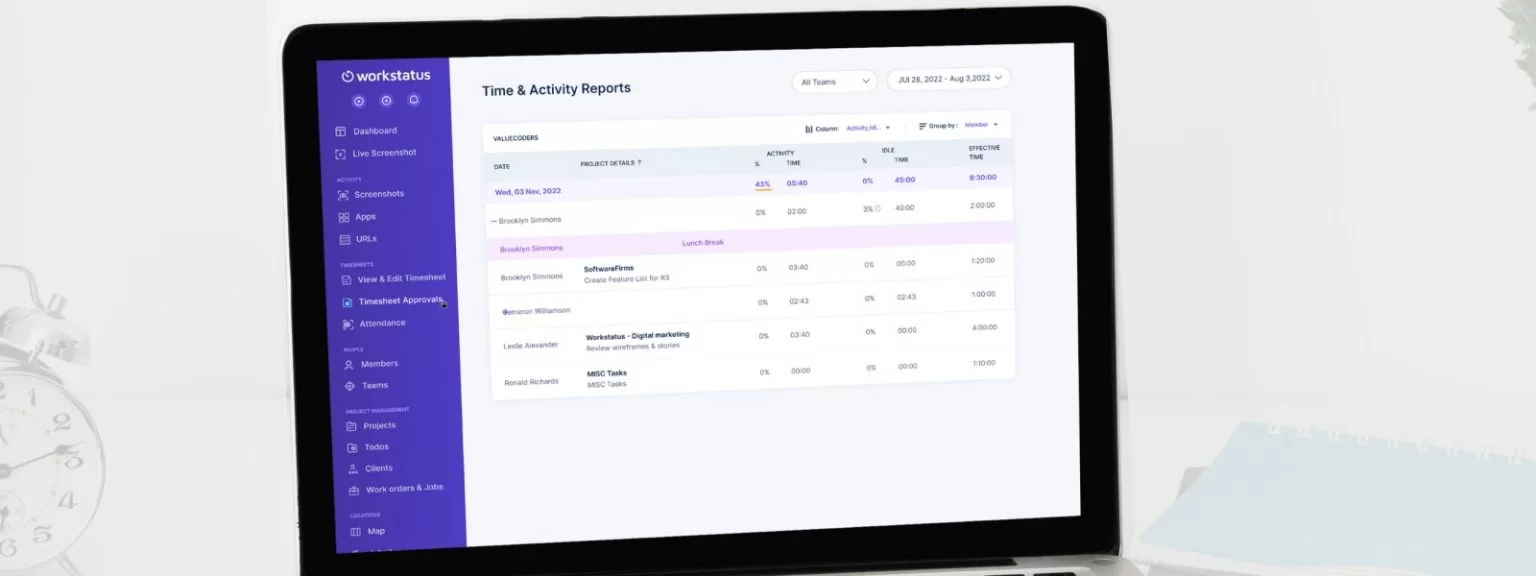 workstatus
Dashboard
Live Screenshot
ACTIVITY
Screenshots
Apps
URLs
TIMESHEETS
View & Edit Timesheet
Timesheet Approvals
Attendance
PEOPLE
Members
Teams
PROJECT MANAGEMENT
Projects
Todos
Clients
Work orders & Jobs
LOCATIONS
Map
Time & Activity Reports
All Teams
JUl 28, 2022 - Aug 3,2022
VALUECODERS
Column: Activity,Idl...
Group by : Member
DATE PROJECT DETAILS ↑ ACTIVITY IDLE EFFECTIVE TIME
% TIME % TIME
Wed, 03 Nov, 2022 43% 05:40 0% 45:00 8:30:00
Brooklyn Simmons 0% 02:00 3% 40:00 2:00:00
Brooklyn Simmons Lunch Break
Brooklyn Simmons SoftwareFirms 0% 03:40 0% 00:00 1:20:00
Create Feature List for R3
Cameron Williamson 0% 02:43 0% 02:43 1:00:00
Leslie Alexander Workstatus - Digital marketing 0% 03:40 0% 00:00 4:00:00
Review wireframes & stories
Ronald Richards MISC Tasks 0% 00:00 0% 00:00 1:10:00
MISC Tasks
1
2
3
4
5
6